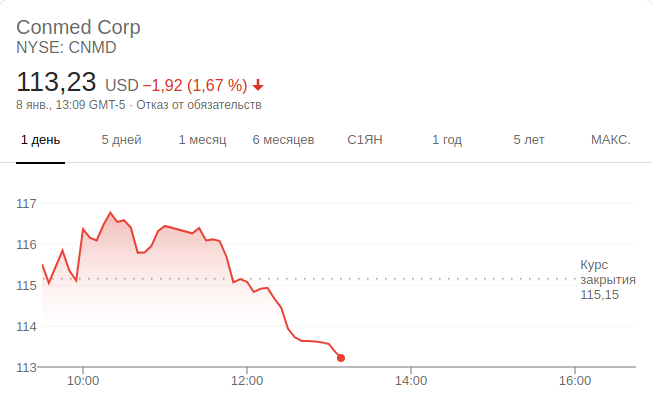 Conmed Corp
NYSE: CNMD
113,23 USD −1,92 (1,67 %)
8 янв., 13:09 GMT-5 · Отказ от обязательств
1 день 5 дней 1 месяц 6 месяцев С1ЯН 1 год 5 лет МАКС.
117
116
115
114
113
Курс
закрытия
115,15
10:00 12:00 14:00 16:00